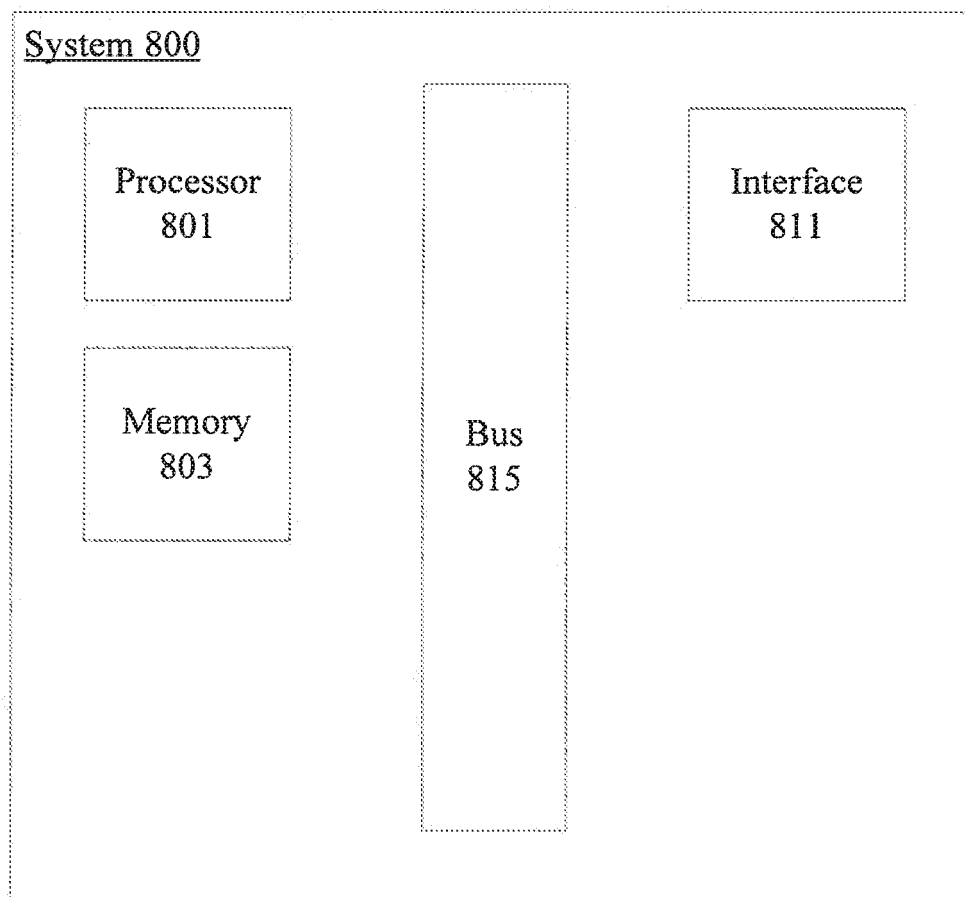 System 800
Processor
801
Interface
811
Memory
803
Bus
815